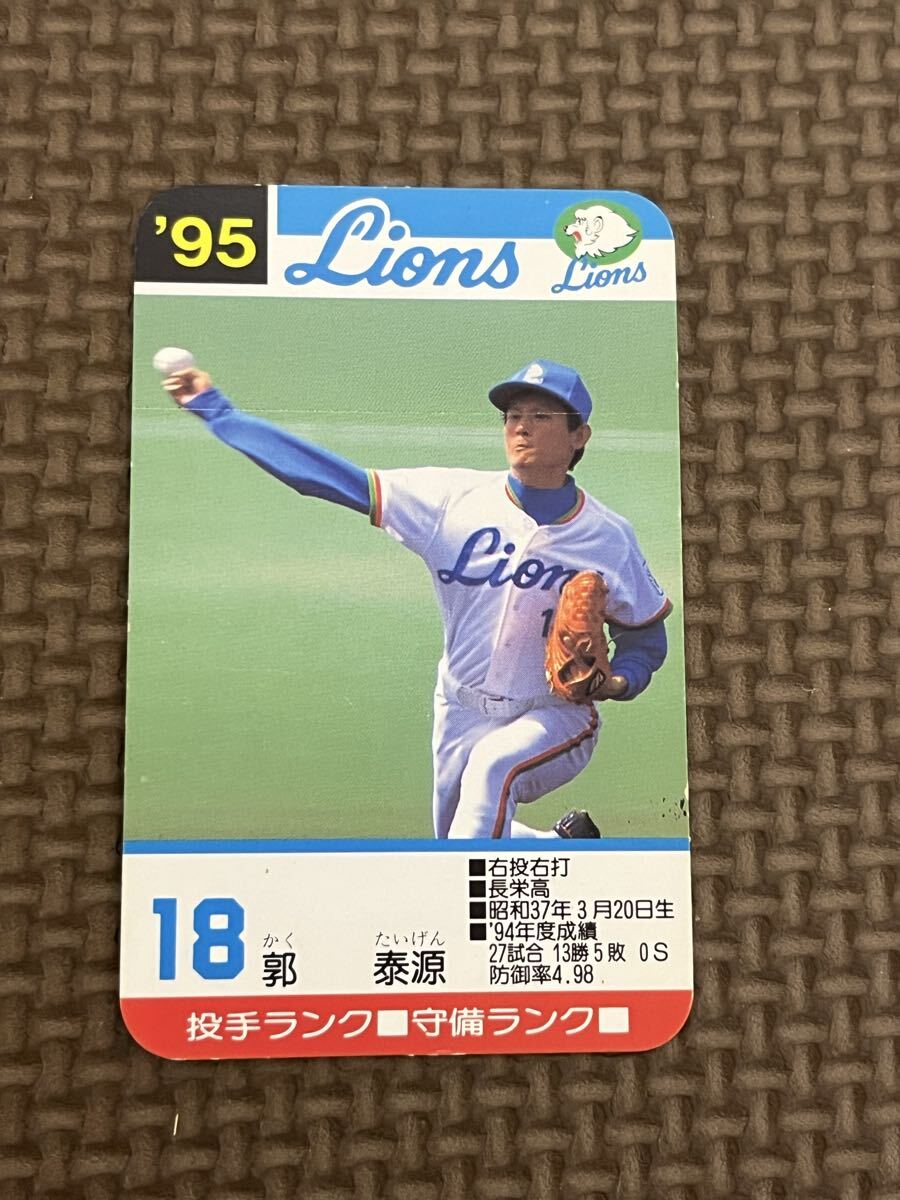 '95
Lions
Lions
Lions
1
18
かく たいげん
郭 泰源
■右投右打
■長栄高
■昭和37年3月20日生
■'94年度成績
27試合 13勝5敗 0S
防御率4.98
投手ランク■守備ランク■